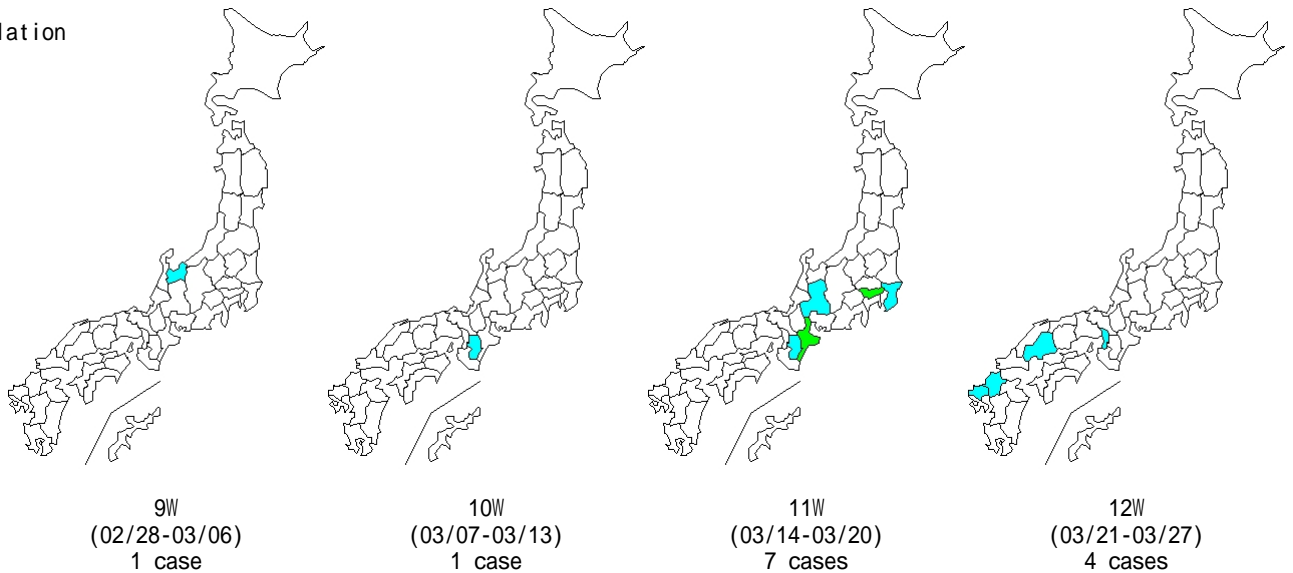 lation
9W
(02/28-03/06)
1 case
10W
(03/07-03/13)
1 case
11W
(03/14-03/20)
7 cases
12W
(03/21-03/27)
4 cases